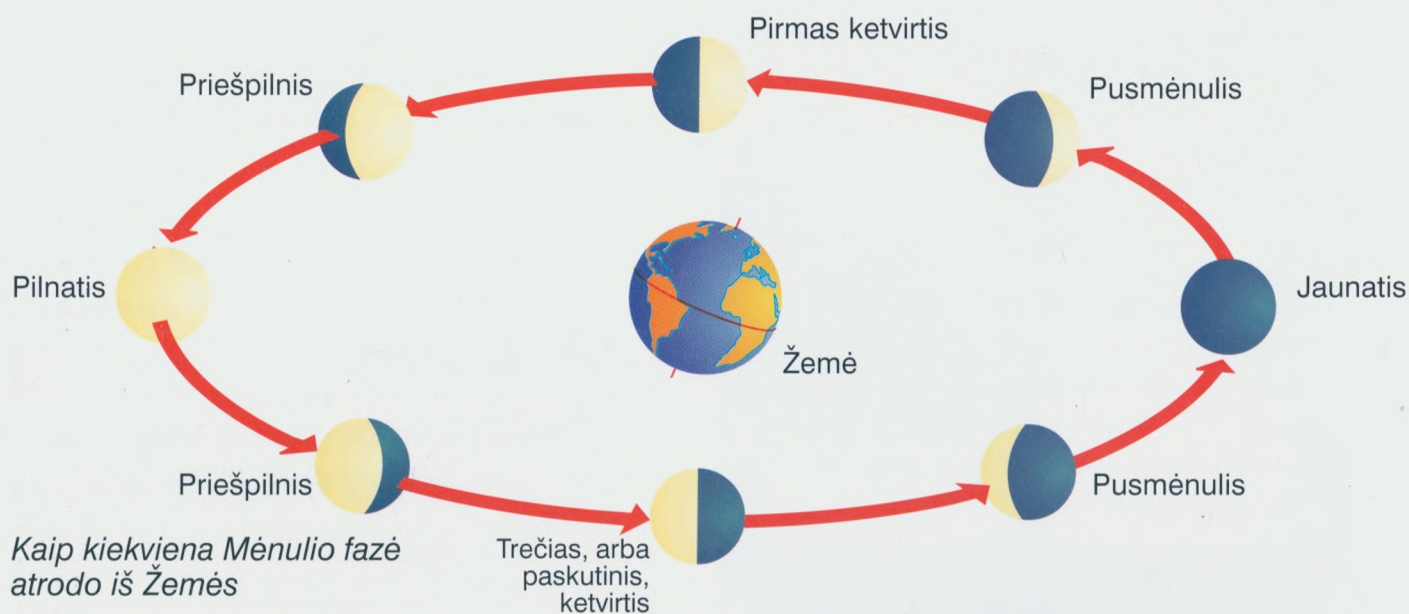 Pirmas ketvirtis
Priešpilnis
Pusmėnulis
Pilnatis
Jaunatis
Žemė
Priešpilnis
Pusmėnulis
Trečias, arba
paskutinis,
ketvirtis
Kaip kiekviena Mėnulio fazė
atrodo iš Žemės